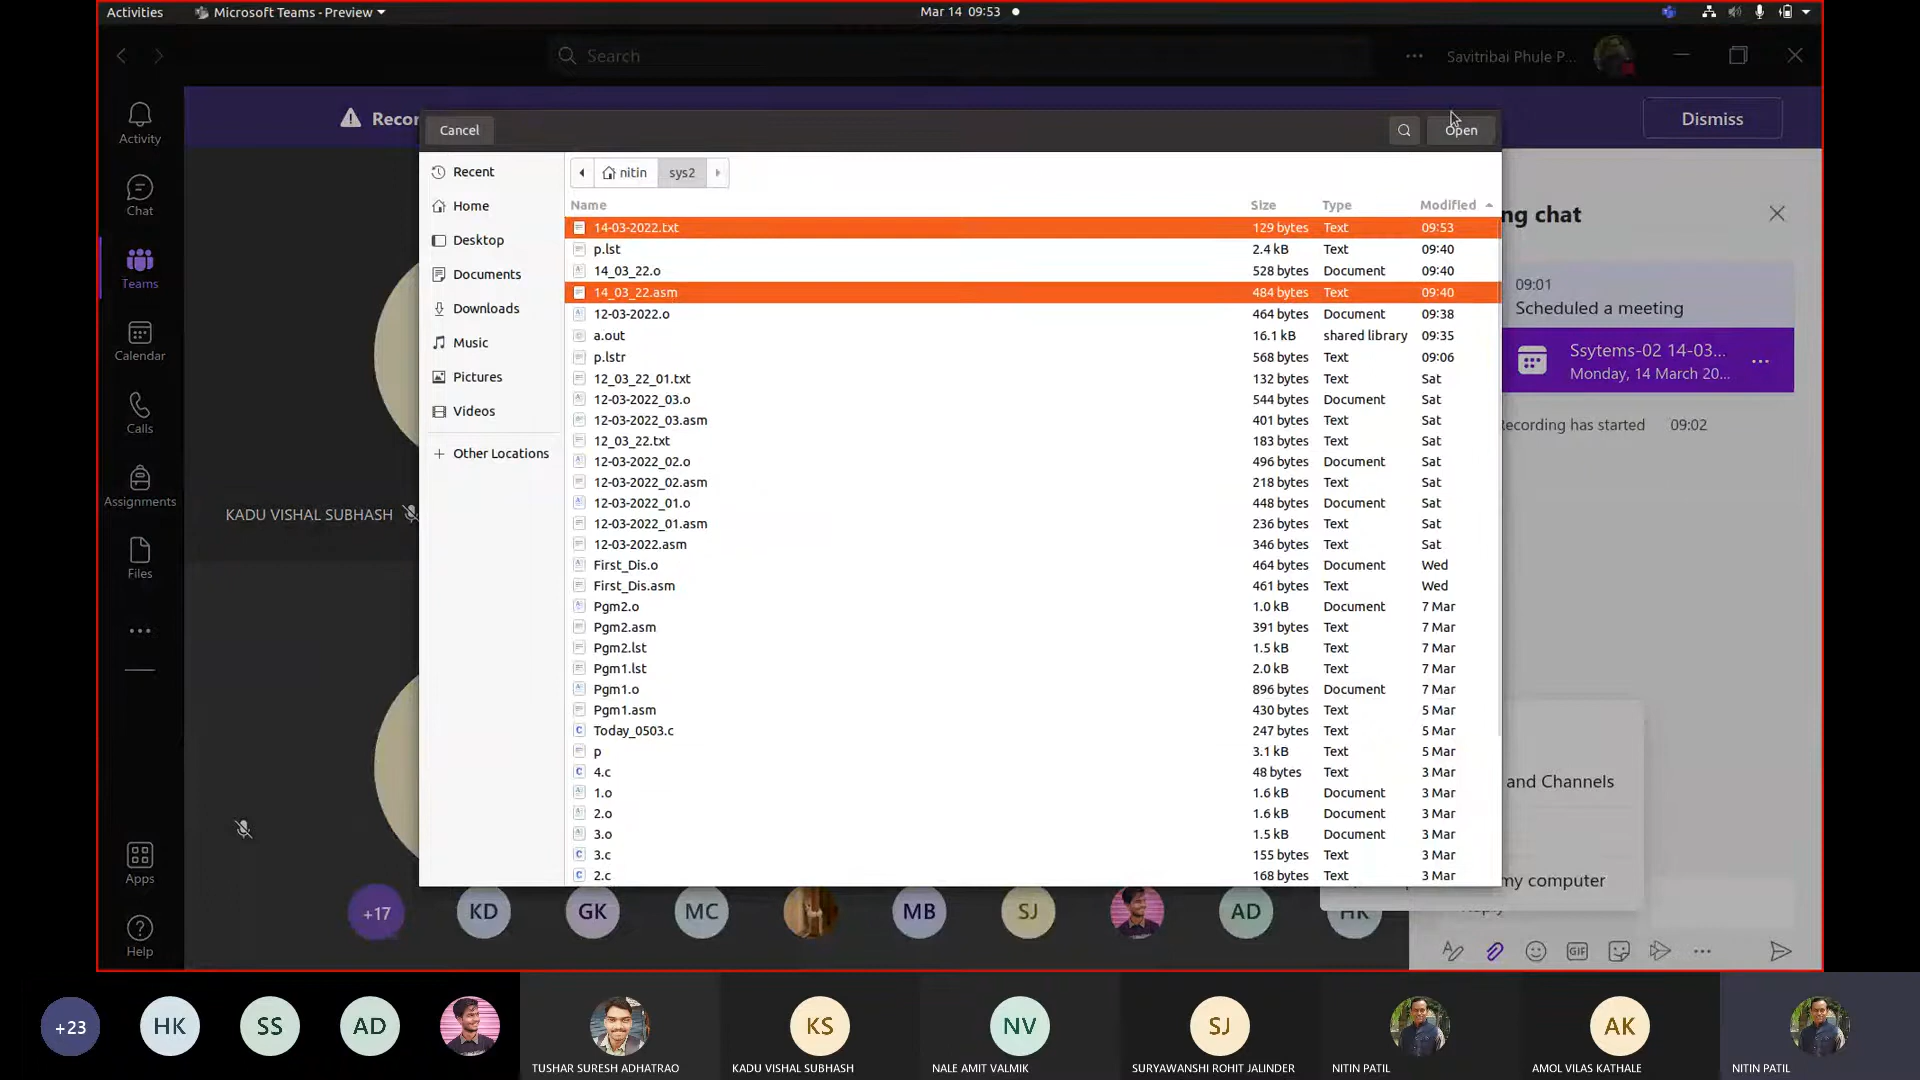 Activities
Microsoft Teams - Preview
Mar 14 09:53
Search
Savitribai Phule P...
Activity
Chat
Teams
Calendar
Calls
Assignments
Files
Apps
Help
Recor
Dismiss
Cancel
Open
Recent
Home
Desktop
Documents
Downloads
Music
Pictures
Videos
Other Locations
nitin
sys2
Name Size Type Modified
14-03-2022.txt 129 bytes Text 09:53
p.lst 2.4 kB Text 09:40
14_03_22.o 528 bytes Document 09:40
14_03_22.asm 484 bytes Text 09:40
12-03-2022.o 464 bytes Document 09:38
a.out 16.1 kB shared library 09:35
p.lstr 568 bytes Text 09:06
12_03_22_01.txt 132 bytes Text Sat
12-03-2022_03.o 544 bytes Document Sat
12-03-2022_03.asm 401 bytes Text Sat
12_03_22.txt 183 bytes Text Sat
12-03-2022_02.o 496 bytes Document Sat
12-03-2022_02.asm 218 bytes Text Sat
12-03-2022_01.o 448 bytes Document Sat
12-03-2022_01.asm 236 bytes Text Sat
12-03-2022.asm 346 bytes Text Sat
First_Dis.o 464 bytes Document Wed
First_Dis.asm 461 bytes Text Wed
Pgm2.o 1.0 kB Document 7 Mar
Pgm2.asm 391 bytes Text 7 Mar
Pgm2.lst 1.5 kB Text 7 Mar
Pgm1.lst 2.0 kB Text 7 Mar
Pgm1.o 896 bytes Document 7 Mar
Pgm1.asm 430 bytes Text 5 Mar
Today_0503.c 247 bytes Text 5 Mar
p 3.1 kB Text 5 Mar
4.c 48 bytes Text 3 Mar
1.o 1.6 kB Document 3 Mar
2.o 1.6 kB Document 3 Mar
3.o 1.5 kB Document 3 Mar
3.c 155 bytes Text 3 Mar
2.c 168 bytes Text 3 Mar
ng chat
09:01
Scheduled a meeting
Ssytems-02 14-03...
Monday, 14 March 20...
ecording has started 09:02
and Channels
my computer
GIF
KADU VISHAL SUBHASH
+17 KD GK MC MB SJ AD HK
+23 HK SS AD KS NV SJ AK
TUSHAR SURESH ADHATRAO
KADU VISHAL SUBHASH
NALE AMIT VALMIK
SURYAWANSHI ROHIT JALINDER
NITIN PATIL
AMOL VILAS KATHALE
NITIN PATIL